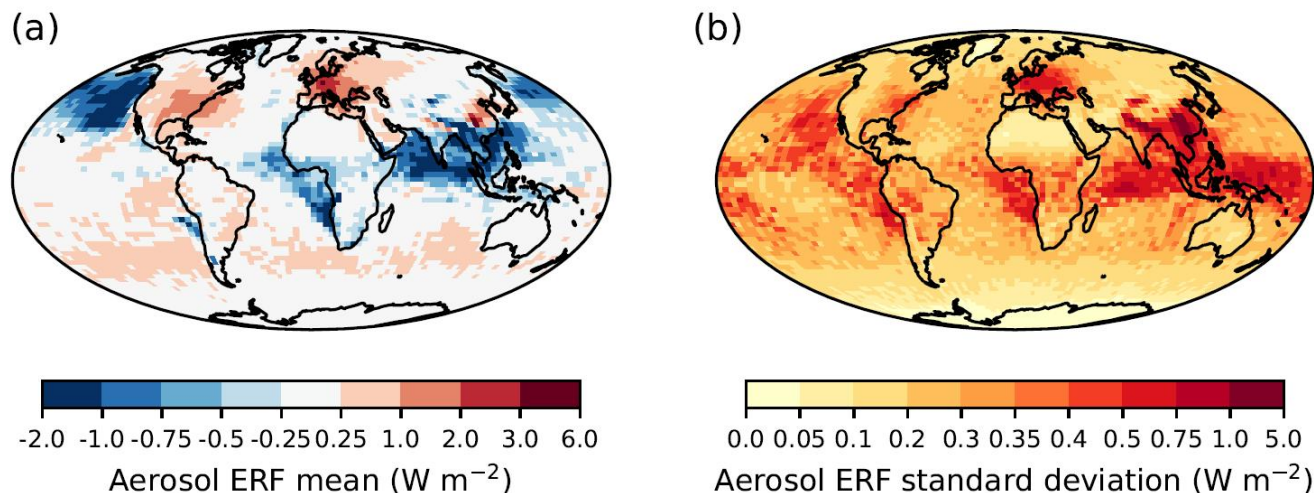 (a) (b)
-2.0 -1.0 -0.75 -0.5 -0.25 0.25 1.0 2.0 3.0 6.0
Aerosol ERF mean (W m⁻²)
0.0 0.05 0.1 0.2 0.3 0.35 0.4 0.5 0.75 1.0 5.0
Aerosol ERF standard deviation (W m⁻²)